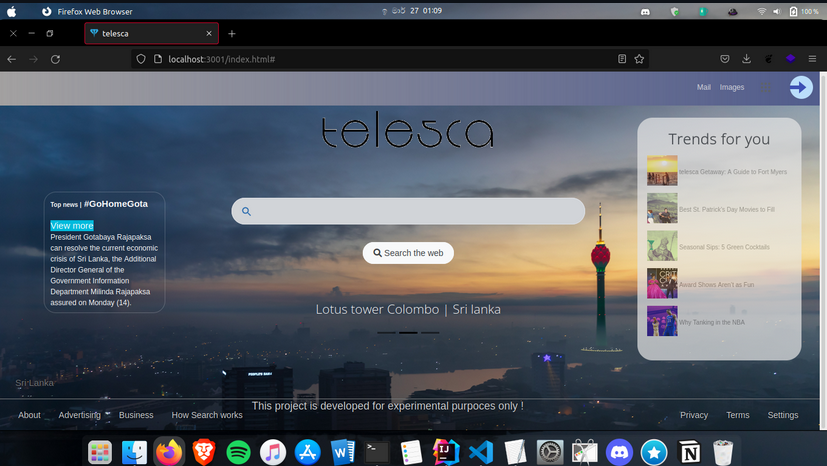 Firefox Web Browser
මාර් 27 01:09
100 %
telesca
localhost:3001/index.html#
Mail Images
telesca
Top news | #GoHomeGota
View more
President Gotabaya Rajapaksa
can resolve the current economic
crisis of Sri Lanka, the Additional
Director General of the
Government Information
Department Milinda Rajapaksa
assured on Monday (14).
Search the web
Lotus tower Colombo | Sri lanka
Trends for you
telesca Getaway: A Guide to Fort Myers
Best St. Patrick's Day Movies to Fill
Seasonal Sips: 5 Green Cocktails
Award Shows Aren't as Fun
Why Tanking in the NBA
Sri Lanka
This project is developed for experimental purpoces only !
About Advertising Business How Search works
Privacy Terms Settings